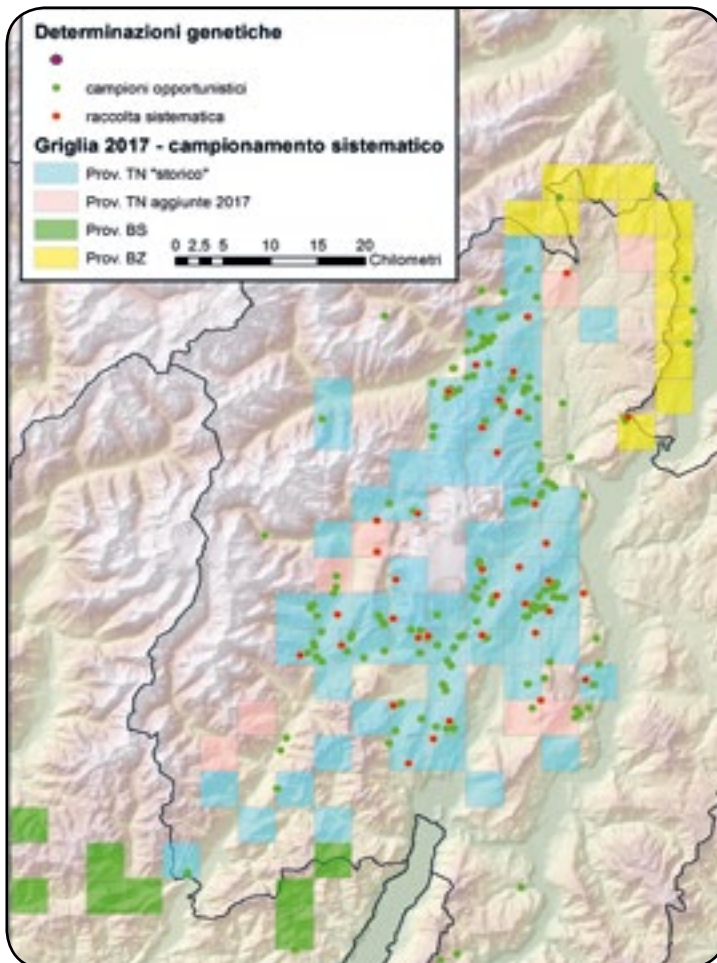 Determinazioni genetiche
campioni opportunistici
raccolta sistematica
Griglia 2017 - campionamento sistematico
Prov. TN "storico"
Prov. TN aggiunte 2017
Prov. BS
Prov. BZ
0 2.5 5 10 15 20
Chilometri